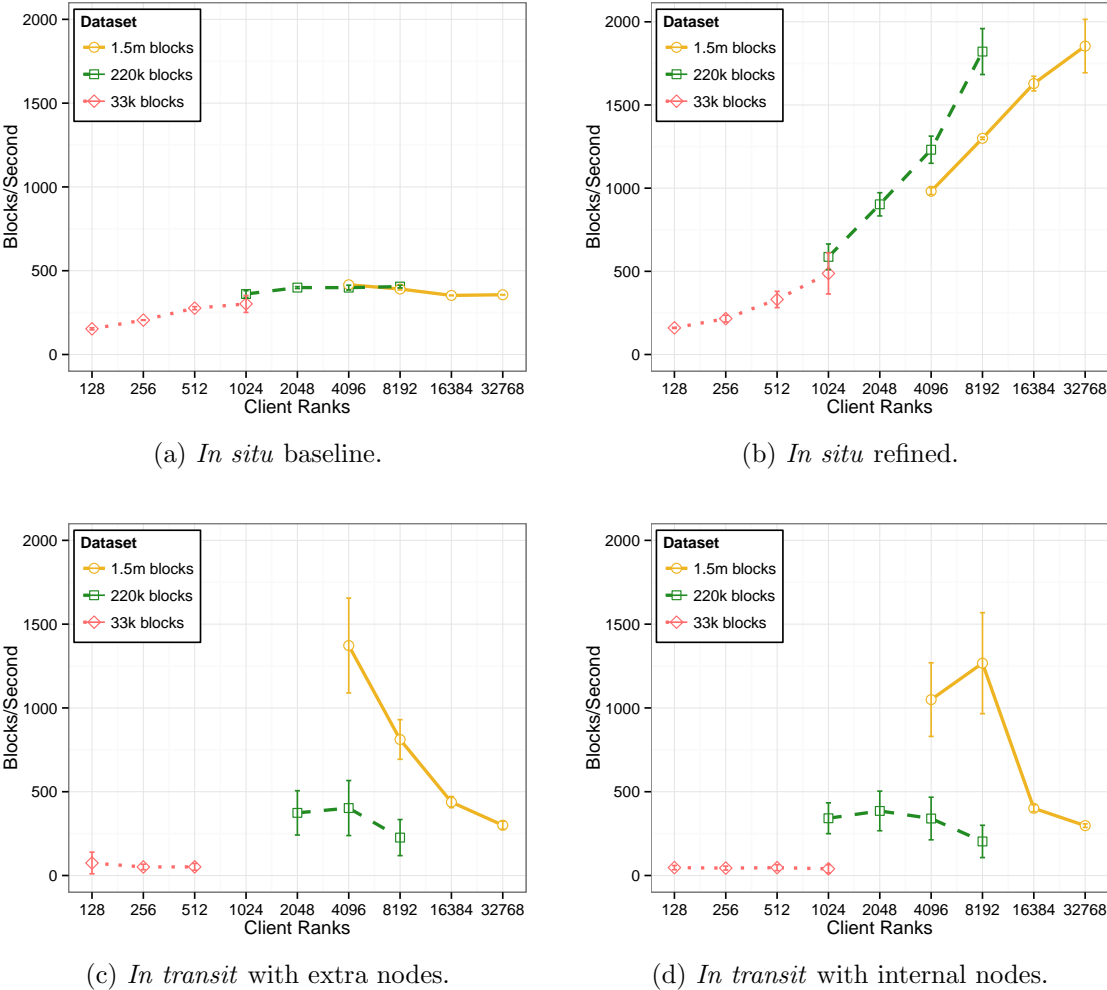 Dataset
1.5m blocks
220k blocks
33k blocks
2000
1500
1000
500
0
Blocks/Second
128 256 512 1024 2048 4096 8192 16384 32768
Client Ranks
(a) In situ baseline.
Dataset
1.5m blocks
220k blocks
33k blocks
2000
1500
1000
500
0
Blocks/Second
128 256 512 1024 2048 4096 8192 16384 32768
Client Ranks
(b) In situ refined.
Dataset
1.5m blocks
220k blocks
33k blocks
2000
1500
1000
500
0
Blocks/Second
128 256 512 1024 2048 4096 8192 16384 32768
Client Ranks
(c) In transit with extra nodes.
Dataset
1.5m blocks
220k blocks
33k blocks
2000
1500
1000
500
0
Blocks/Second
128 256 512 1024 2048 4096 8192 16384 32768
Client Ranks
(d) In transit with internal nodes.